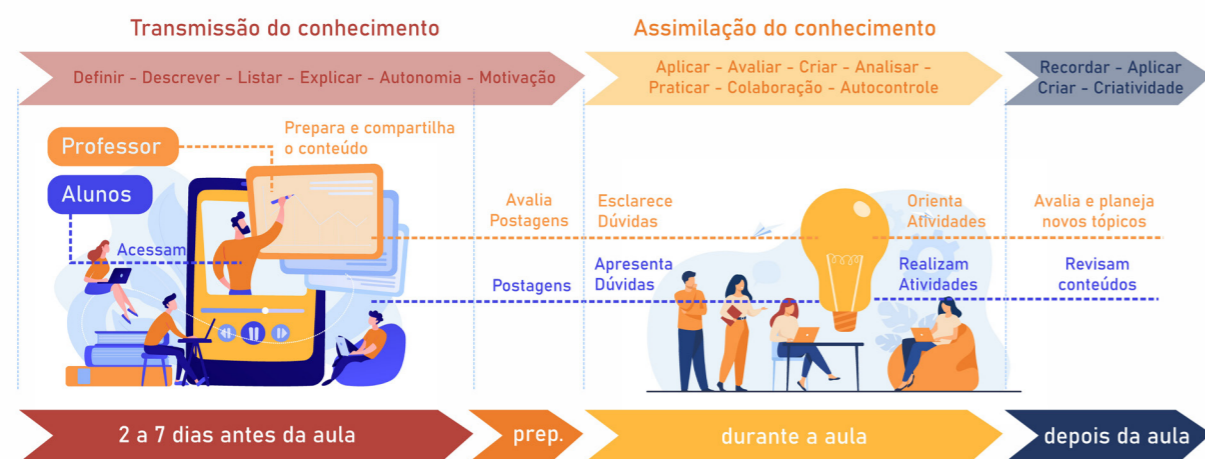 Transmissão do conhecimento
Assimilação do conhecimento
Definir - Descrever - Listar - Explicar - Autonomia - Motivação
Aplicar - Avaliar - Criar - Analisar -
Praticar - Colaboração - Autocontrole
Recordar - Aplicar
Criar - Criatividade
Professor
Prepara e compartilha
o conteúdo
Alunos
Acessam
Avalia
Postagens
Esclarece
Dúvidas
Orienta
Atividades
Avalia e planeja
novos tópicos
Postagens
Apresenta
Dúvidas
Realizam
Atividades
Revisam
conteúdos
2 a 7 dias antes da aula
prep.
durante a aula
depois da aula